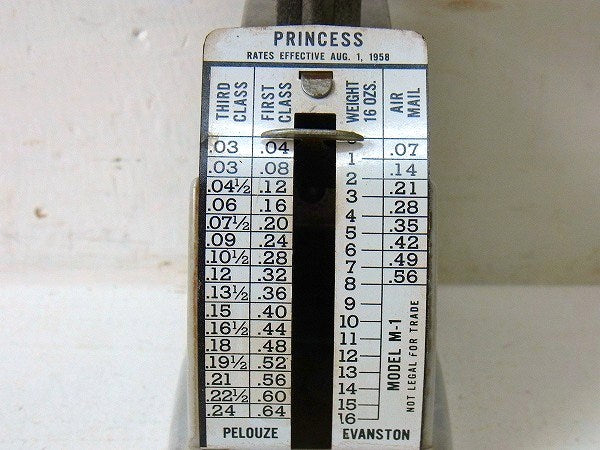 PRINCESS
RATES EFFECTIVE AUG. 1, 1958
THIRD CLASS
FIRST CLASS
WEIGHT 16 OZS.
AIR MAIL
.03 .04 0 .07
.03 .08 1 .14
.04½ .12 2 .21
.06 .16 3 .28
.07½ .20 4 .35
.09 .24 5 .42
.10½ .28 6 .49
.12 .32 7 .56
.13½ .36 8
.15 .40 9
.16½ .44 10
.18 .48 11
.19½ .52 12
.21 .56 13
.22½ .60 14
.24 .64 15
16
MODEL M-1
NOT LEGAL FOR TRADE
PELOUZE EVANSTON